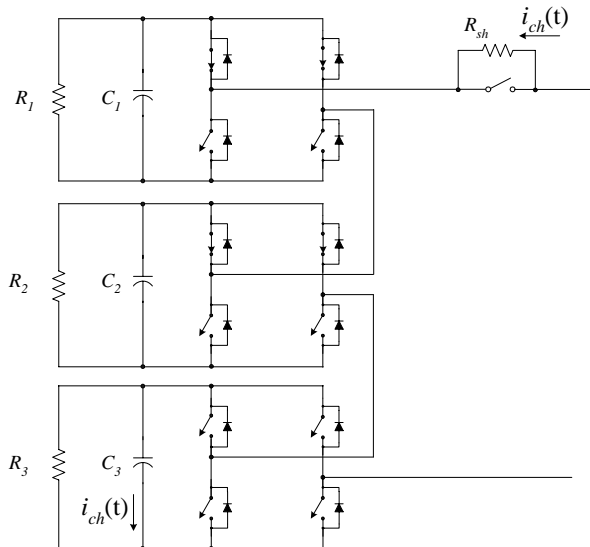 R_sh
i_ch(t)
R_1
C_1
R_2
C_2
R_3
C_3
i_ch(t)